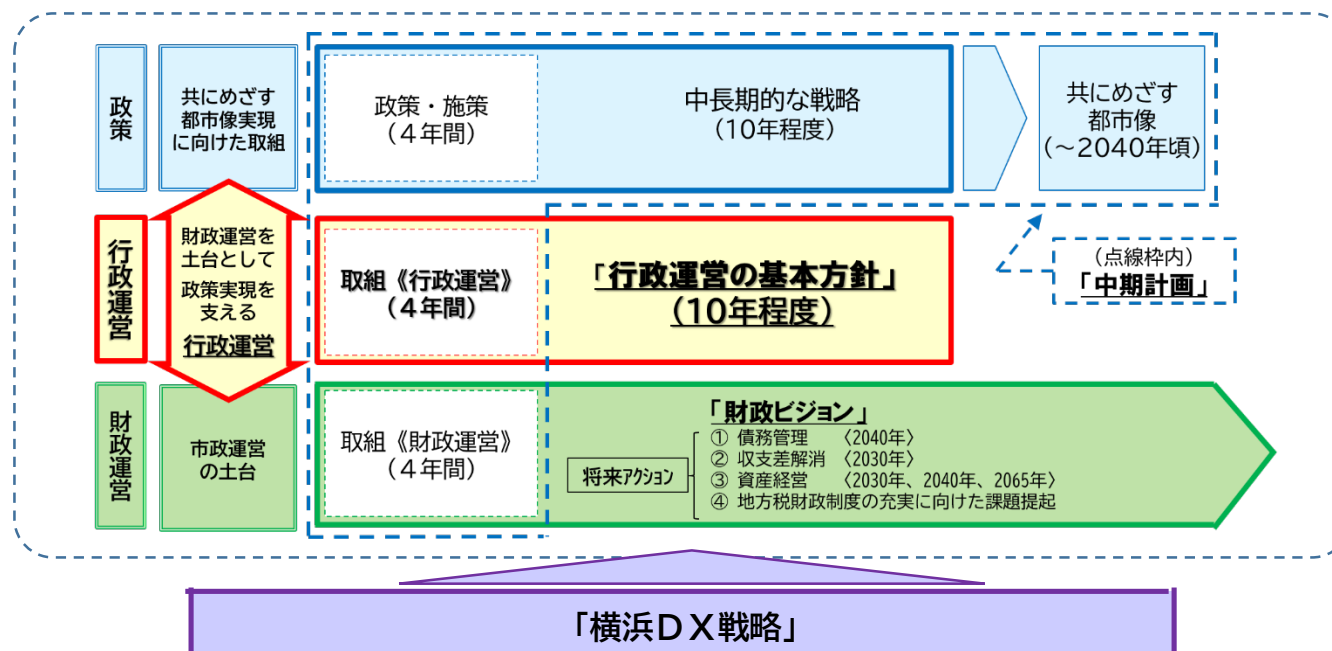 政策
共にめざす
都市像実現
に向けた取組
政策・施策
（４年間）
中長期的な戦略
（10年程度）
共にめざす
都市像
（～2040年頃）
行政運営
財政運営を
土台として
政策実現を
支える
行政運営
取組《行政運営》
（４年間）
「行政運営の基本方針」
（10年程度）
（点線枠内）
「中期計画」
財政運営
市政運営
の土台
取組《財政運営》
（４年間）
「財政ビジョン」
将来アクション
① 債務管理　〈2040年〉
② 収支差解消　〈2030年〉
③ 資産経営　〈2030年、2040年、2065年〉
④ 地方税財政制度の充実に向けた課題提起
「横浜ＤＸ戦略」